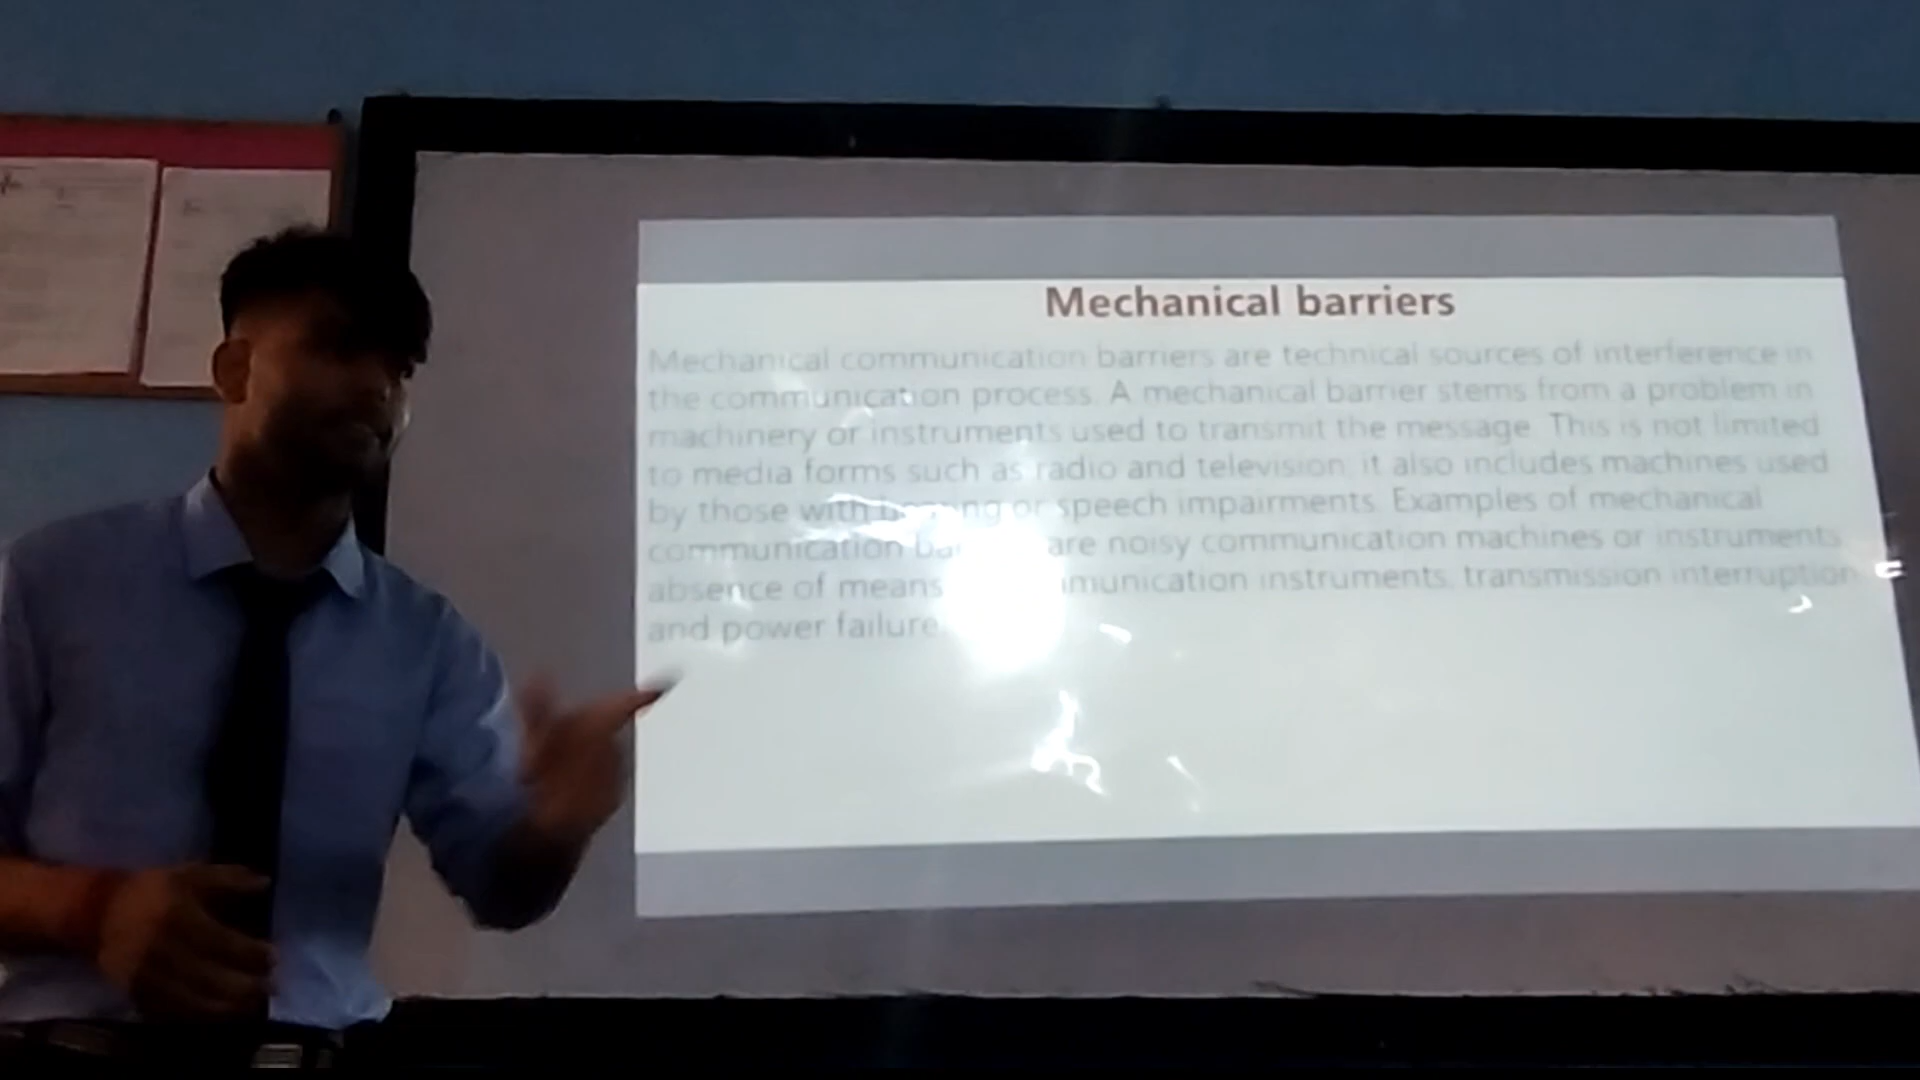 Mechanical barriers
Mechanical communication barriers are technical sources of interference in
the communication process. A mechanical barrier stems from a problem in
machinery or instruments used to transmit the message. This is not limited
to media forms such as radio and television, it also includes machines used
by those with or speech impairments. Examples of mechanical
communication are noisy communication machines or instruments
absence of means instruments, transmission interruption
and power failure